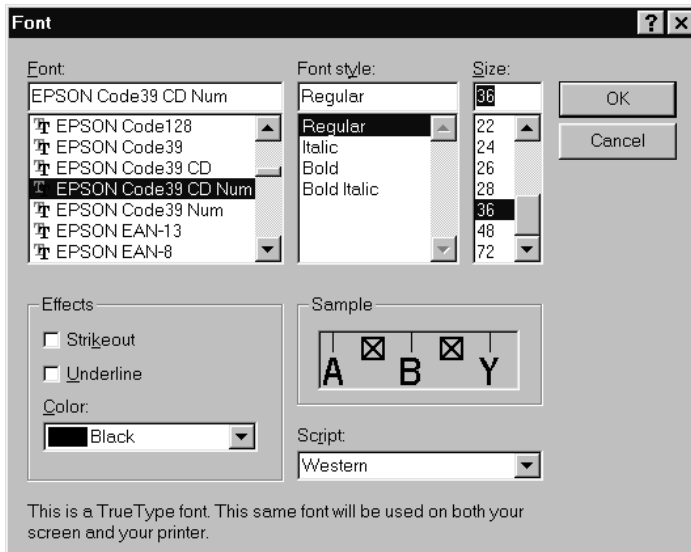 Font
Font:
EPSON Code39 CD Num
EPSON Code128
EPSON Code39
EPSON Code39 CD
EPSON Code39 CD Num
EPSON Code39 Num
EPSON EAN-13
EPSON EAN-8
Font style:
Regular
Regular
Italic
Bold
Bold Italic
Size:
36
22
24
26
28
36
48
72
OK
Cancel
Effects
Strikeout
Underline
Color:
Black
Sample
A B Y
Script:
Western
This is a TrueType font. This same font will be used on both your
screen and your printer.